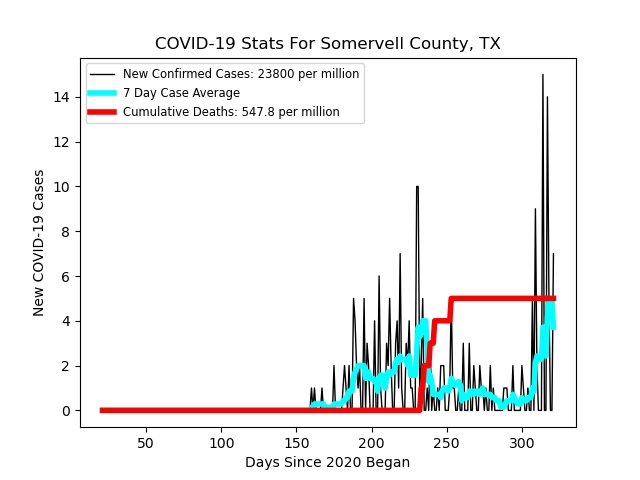 COVID-19 Stats For Somervell County, TX
New Confirmed Cases: 23800 per million
7 Day Case Average
Cumulative Deaths: 547.8 per million
New COVID-19 Cases
14
12
10
8
6
4
2
0
50 100 150 200 250 300
Days Since 2020 Began